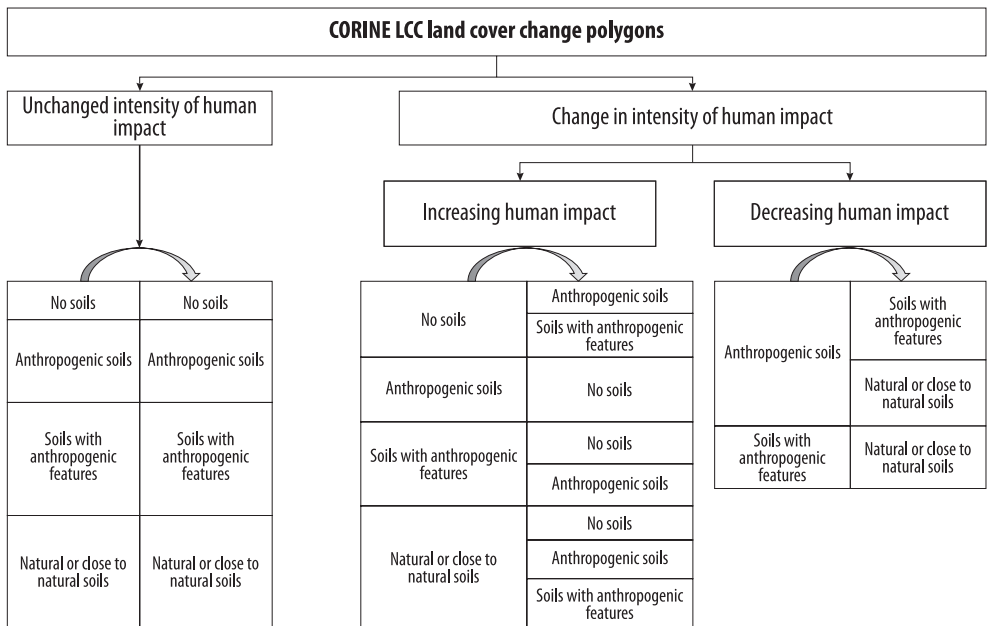 CORINE LCC land cover change polygons
Unchanged intensity of human
impact
Change in intensity of human impact
Increasing human impact
Decreasing human impact
No soils
No soils
Anthropogenic soils
Anthropogenic soils
Soils with
anthropogenic
features
Soils with
anthropogenic
features
Natural or close to
natural soils
Natural or close to
natural soils
No soils
Anthropogenic soils
Soils with anthropogenic
features
Anthropogenic soils
No soils
Soils with anthropogenic
features
No soils
Anthropogenic soils
Natural or close to
natural soils
No soils
Anthropogenic soils
Soils with anthropogenic
features
Anthropogenic soils
Soils with
anthropogenic
features
Natural or close to
natural soils
Soils with
anthropogenic
features
Natural or close to
natural soils